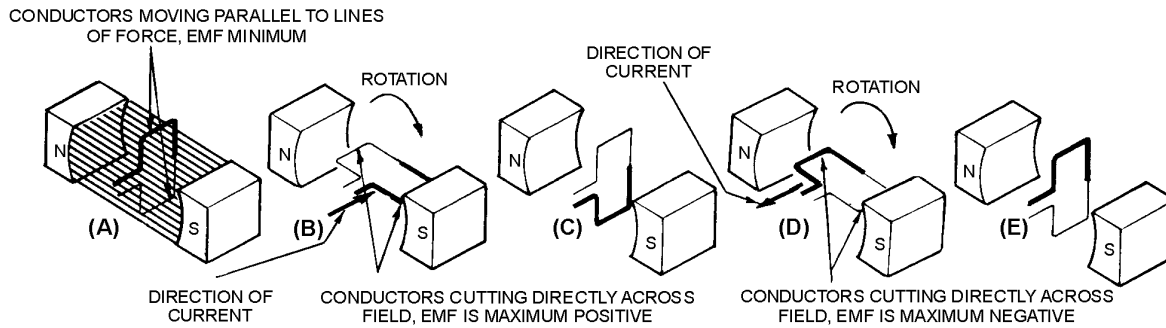 CONDUCTORS MOVING PARALLEL TO LINES
OF FORCE, EMF MINIMUM
ROTATION
DIRECTION OF
CURRENT
ROTATION
N
S
(A)
N
S
(B)
N
S
(C)
N
S
(D)
N
S
(E)
DIRECTION OF
CURRENT
CONDUCTORS CUTTING DIRECTLY ACROSS
FIELD, EMF IS MAXIMUM POSITIVE
CONDUCTORS CUTTING DIRECTLY ACROSS
FIELD, EMF IS MAXIMUM NEGATIVE